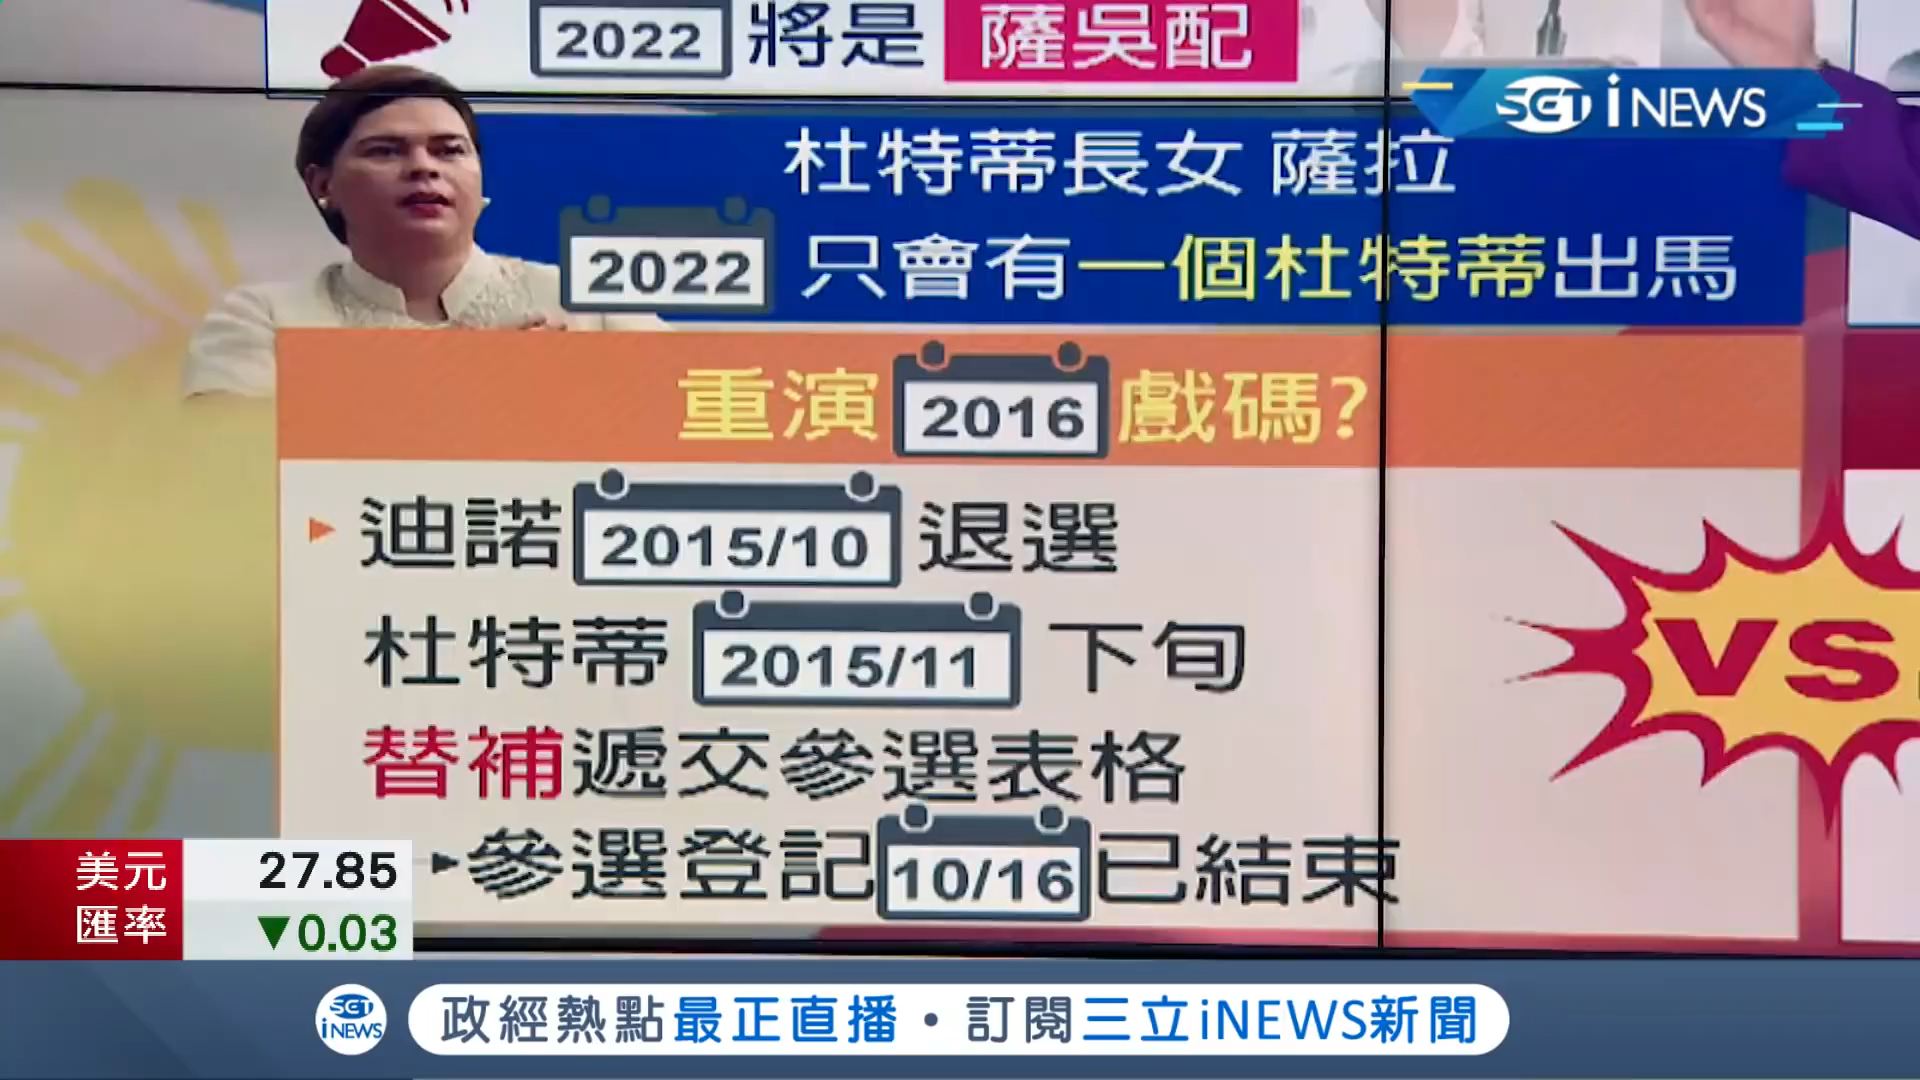 2022 將是 薩吳配
SET iNEWS
杜特蒂長女 薩拉
2022 只會有一個杜特蒂出馬
重演 2016 戲碼?
迪諾 2015/10 退選
杜特蒂 2015/11 下旬
替補遞交參選表格
參選登記 10/16 已結束
VS
美元 27.85
匯率 ▼0.03
SET iNEWS 政經熱點最正直播・訂閱三立iNEWS新聞